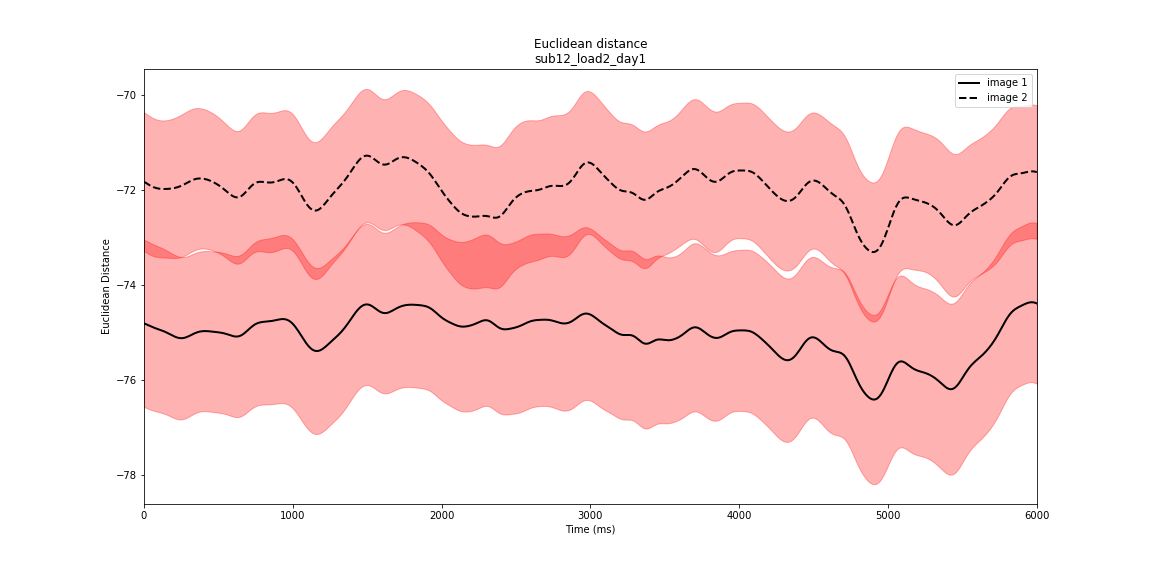 Euclidean distance
sub12_load2_day1
image 1
image 2
−70
−72
−74
−76
−78
Euclidean Distance
0 1000 2000 3000 4000 5000 6000
Time (ms)